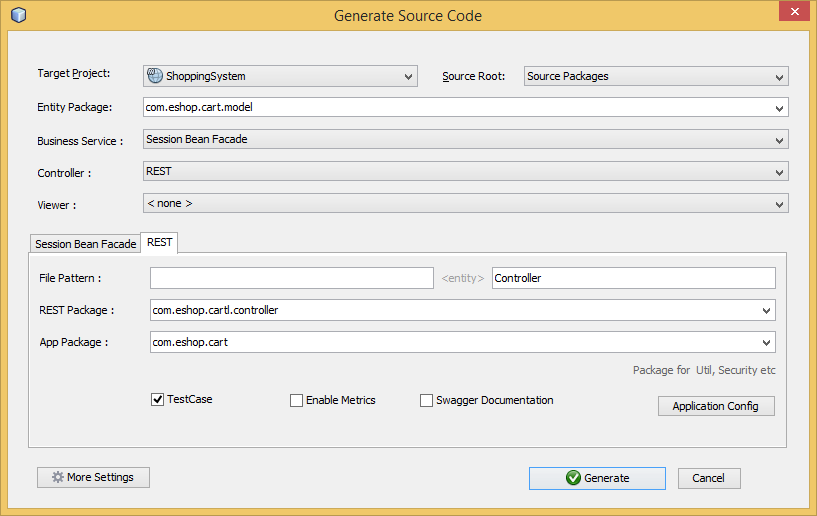 Generate Source Code
Target Project: ShoppingSystem Source Root: Source Packages
Entity Package: com.eshop.cart.model
Business Service : Session Bean Facade
Controller : REST
Viewer : < none >
Session Bean Facade REST
File Pattern : <entity> Controller
REST Package : com.eshop.cartl.controller
App Package : com.eshop.cart
Package for Util, Security etc
TestCase Enable Metrics Swagger Documentation
Application Config
More Settings Generate Cancel